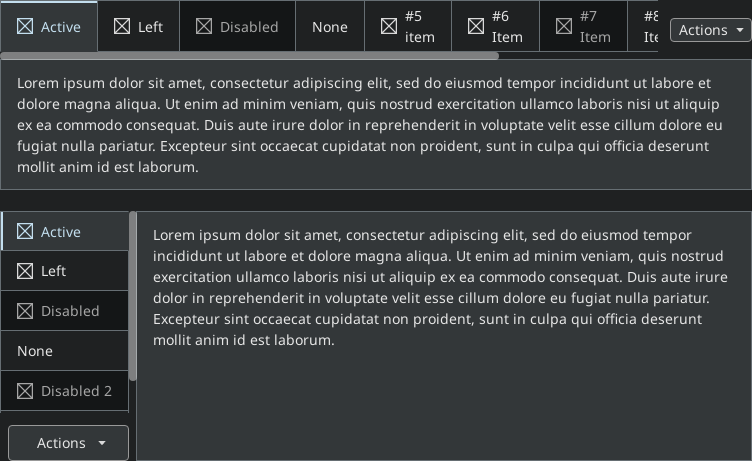 Active Left Disabled None #5 item #6 Item #7 Item #8 Item Actions
Lorem ipsum dolor sit amet, consectetur adipiscing elit, sed do eiusmod tempor incididunt ut labore et
dolore magna aliqua. Ut enim ad minim veniam, quis nostrud exercitation ullamco laboris nisi ut aliquip
ex ea commodo consequat. Duis aute irure dolor in reprehenderit in voluptate velit esse cillum dolore eu
fugiat nulla pariatur. Excepteur sint occaecat cupidatat non proident, sunt in culpa qui officia deserunt
mollit anim id est laborum.
Active
Left
Disabled
None
Disabled 2
Actions
Lorem ipsum dolor sit amet, consectetur adipiscing elit, sed do eiusmod tempor
incididunt ut labore et dolore magna aliqua. Ut enim ad minim veniam, quis nostrud
exercitation ullamco laboris nisi ut aliquip ex ea commodo consequat. Duis aute irure
dolor in reprehenderit in voluptate velit esse cillum dolore eu fugiat nulla pariatur.
Excepteur sint occaecat cupidatat non proident, sunt in culpa qui officia deserunt
mollit anim id est laborum.